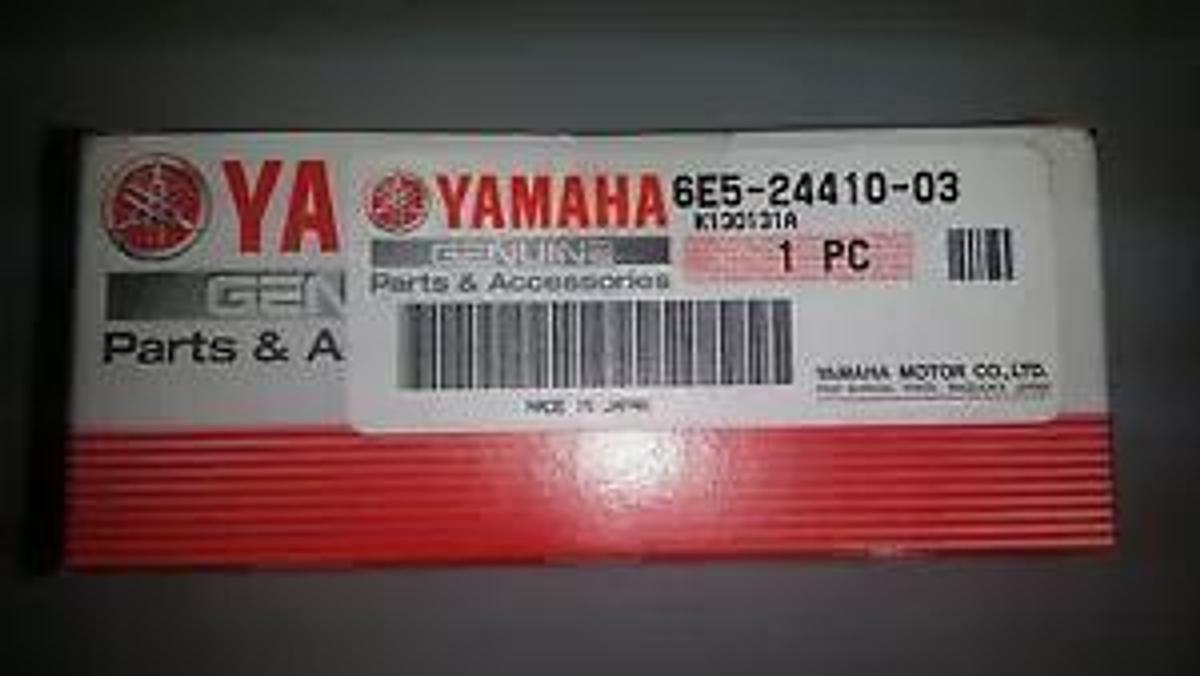 YA
GEN
Parts & A
YAMAHA
GENUINE
Parts & Accessories
6E5-24410-03
K130131A
1 PC
MADE IN JAPAN
YAMAHA MOTOR CO.,LTD.